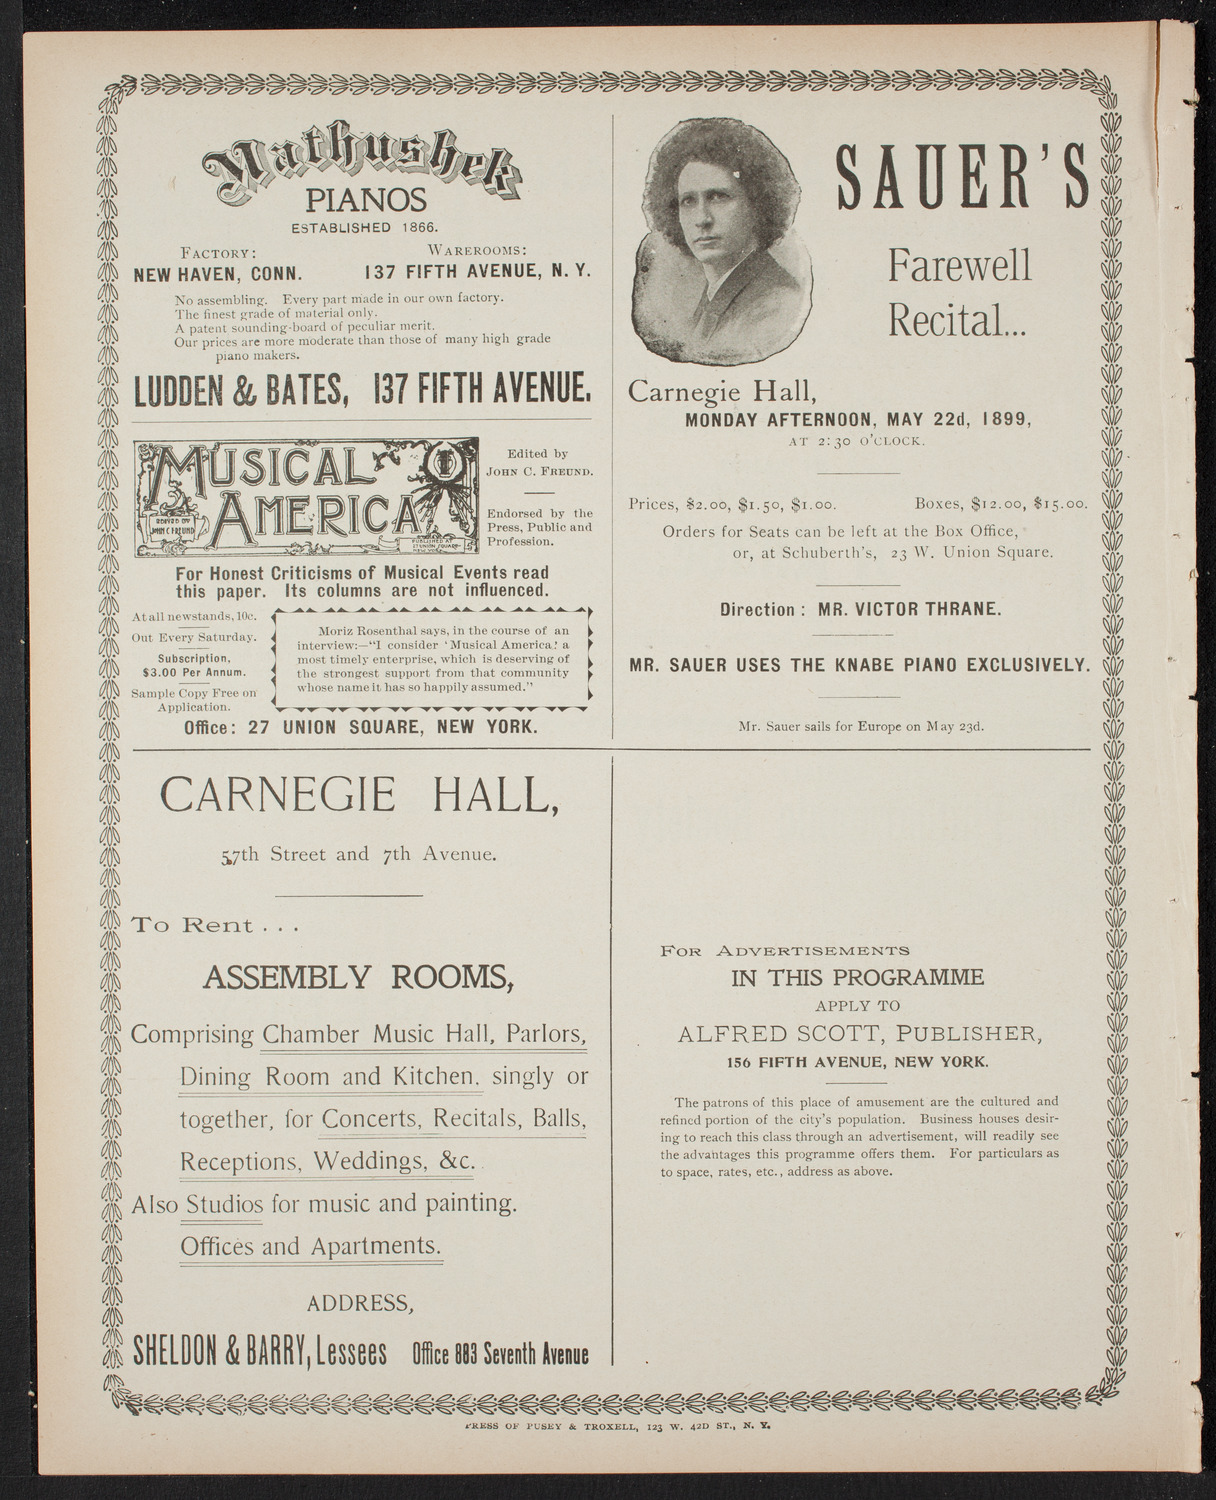 Mathushek
PIANOS
ESTABLISHED 1866.
FACTORY:
NEW HAVEN, CONN.
WAREROOMS:
137 FIFTH AVENUE, N. Y.
No assembling. Every part made in our own factory.
The finest grade of material only.
A patent sounding-board of peculiar merit.
Our prices are more moderate than those of many high grade
piano makers.
LUDDEN & BATES, 137 FIFTH AVENUE.
MUSICAL
AMERICA
EDITED BY
JOHN C FREUND
PUBLISHED AT
27 UNION SQUARE
NEW YORK
Edited by
JOHN C. FREUND.
Endorsed by the
Press, Public and
Profession.
For Honest Criticisms of Musical Events read
this paper. Its columns are not influenced.
At all newstands, 10c.
Out Every Saturday.
Subscription,
$3.00 Per Annum.
Sample Copy Free on
Application.
Moriz Rosenthal says, in the course of an
interview:—"I consider 'Musical America,' a
most timely enterprise, which is deserving of
the strongest support from that community
whose name it has so happily assumed."
Office: 27 UNION SQUARE, NEW YORK.
SAUER'S
Farewell
Recital...
Carnegie Hall,
MONDAY AFTERNOON, MAY 22d, 1899,
AT 2:30 O'CLOCK.
Prices, $2.00, $1.50, $1.00. Boxes, $12.00, $15.00.
Orders for Seats can be left at the Box Office,
or, at Schuberth's, 23 W. Union Square.
Direction: MR. VICTOR THRANE.
MR. SAUER USES THE KNABE PIANO EXCLUSIVELY.
Mr. Sauer sails for Europe on May 23d.
CARNEGIE HALL,
57th Street and 7th Avenue.
To Rent . . .
ASSEMBLY ROOMS,
Comprising Chamber Music Hall, Parlors,
Dining Room and Kitchen, singly or
together, for Concerts, Recitals, Balls,
Receptions, Weddings, &c.
Also Studios for music and painting.
Offices and Apartments.
ADDRESS,
SHELDON & BARRY, Lessees Office 883 Seventh Avenue
FOR ADVERTISEMENTS
IN THIS PROGRAMME
APPLY TO
ALFRED SCOTT, PUBLISHER,
156 FIFTH AVENUE, NEW YORK.
The patrons of this place of amusement are the cultured and
refined portion of the city's population. Business houses desir-
ing to reach this class through an advertisement, will readily see
the advantages this programme offers them. For particulars as
to space, rates, etc., address as above.
PRESS OF PUSEY & TROXELL, 123 W. 42D ST., N. Y.